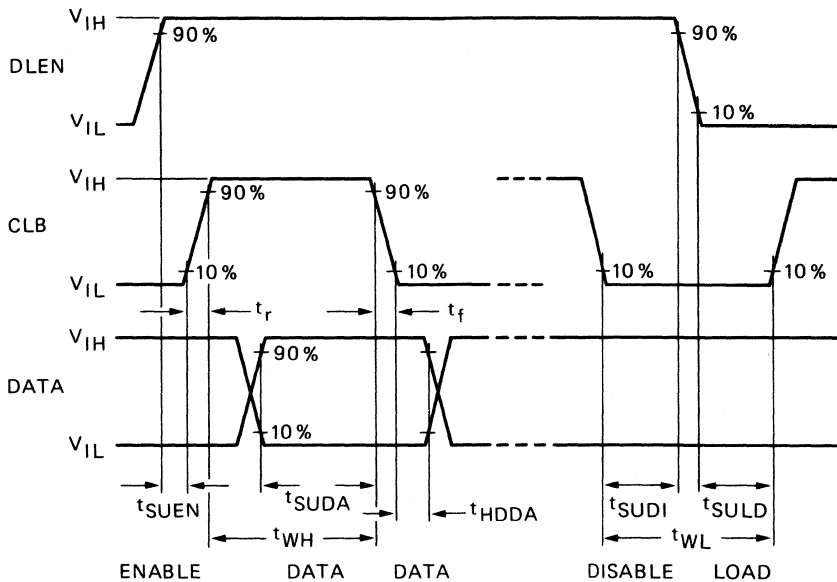 V_IH
90% 90%
DLEN
10%
V_IL
V_IH
90% 90%
CLB
10% 10% 10% 10%
V_IL
t_r t_f
V_IH
90%
DATA
10%
V_IL
t_SUEN t_SUDA t_HDDA t_SUDI t_SULD
t_WH t_WL
ENABLE DATA DATA DISABLE LOAD